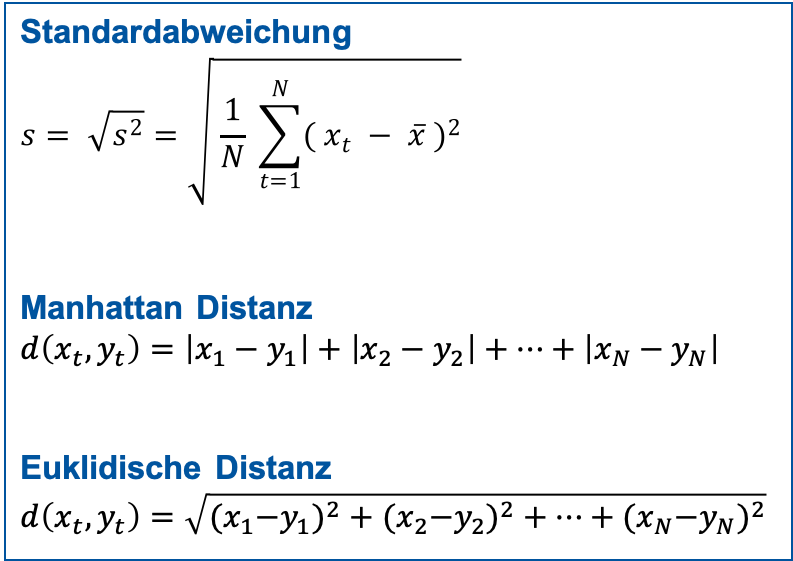 Standardabweichung
s = √s² = √(1/N ∑_{t=1}^{N} ( x_t − x̄ )²)
Manhattan Distanz
d(x_t, y_t) = |x_1 − y_1| + |x_2 − y_2| + ⋯ + |x_N − y_N|
Euklidische Distanz
d(x_t, y_t) = √((x_1−y_1)² + (x_2−y_2)² + ⋯ + (x_N−y_N)²)